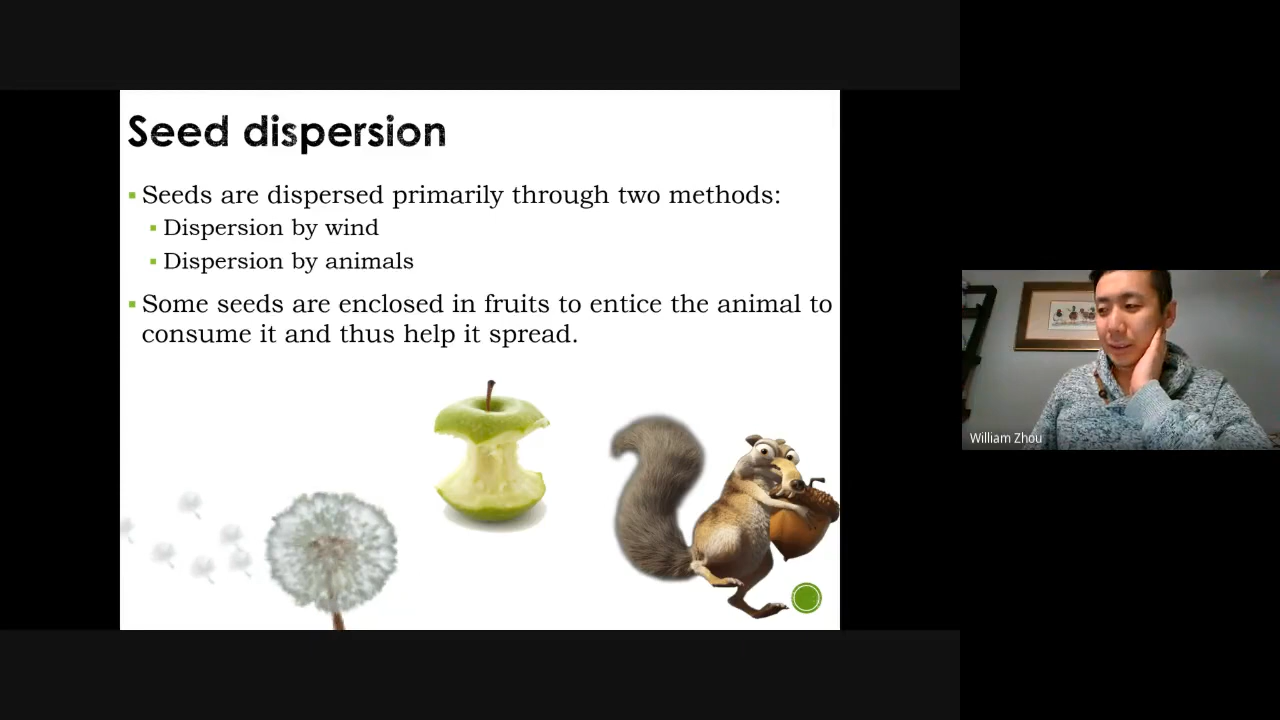 Seed dispersion
Seeds are dispersed primarily through two methods:
Dispersion by wind
Dispersion by animals
Some seeds are enclosed in fruits to entice the animal to
consume it and thus help it spread.
William Zhou